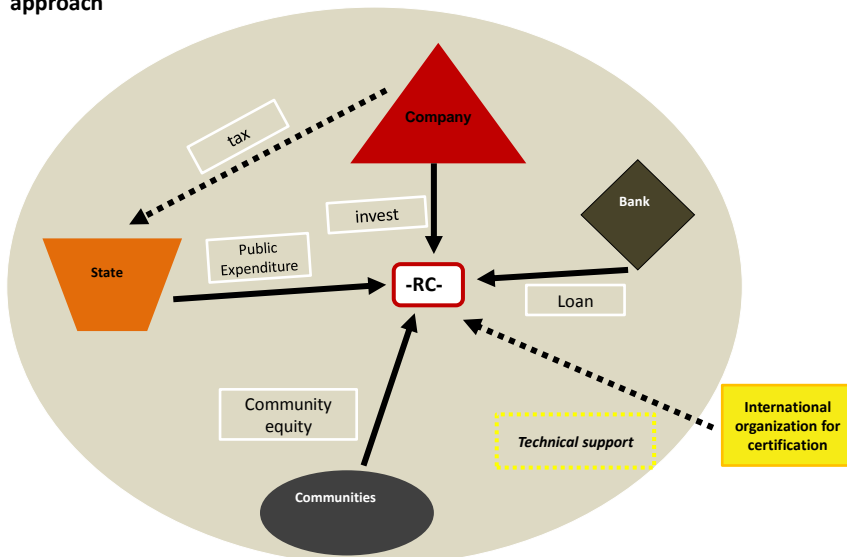 approach
Company
tax
Bank
invest
Public
Expenditure
State
-RC-
Loan
Community
equity
Technical support
International
organization for
certification
Communities